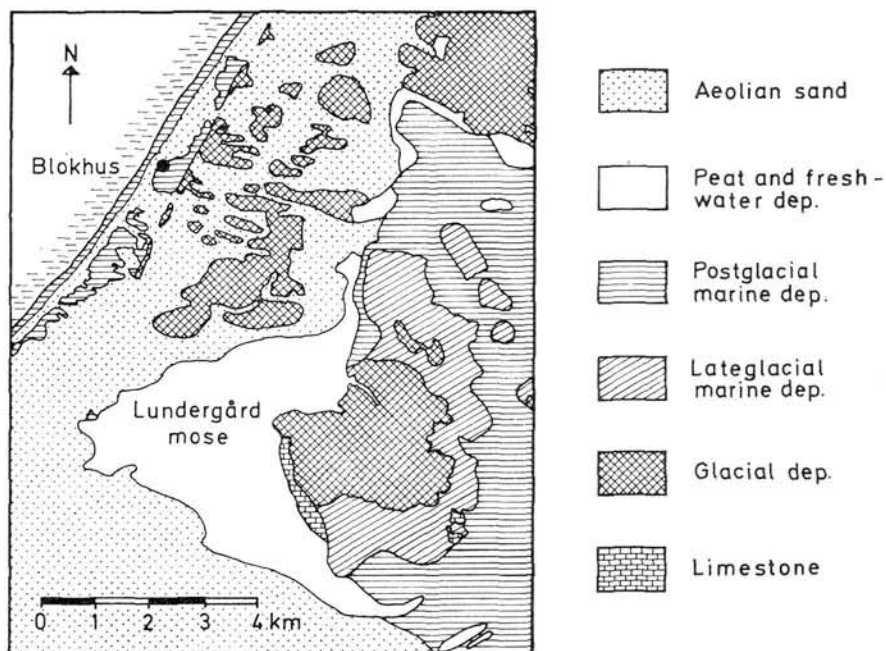 N
Blokhus
Lundergård
mose
0 1 2 3 4 km
Aeolian sand
Peat and fresh-
water dep.
Postglacial
marine dep.
Lateglacial
marine dep.
Glacial dep.
Limestone